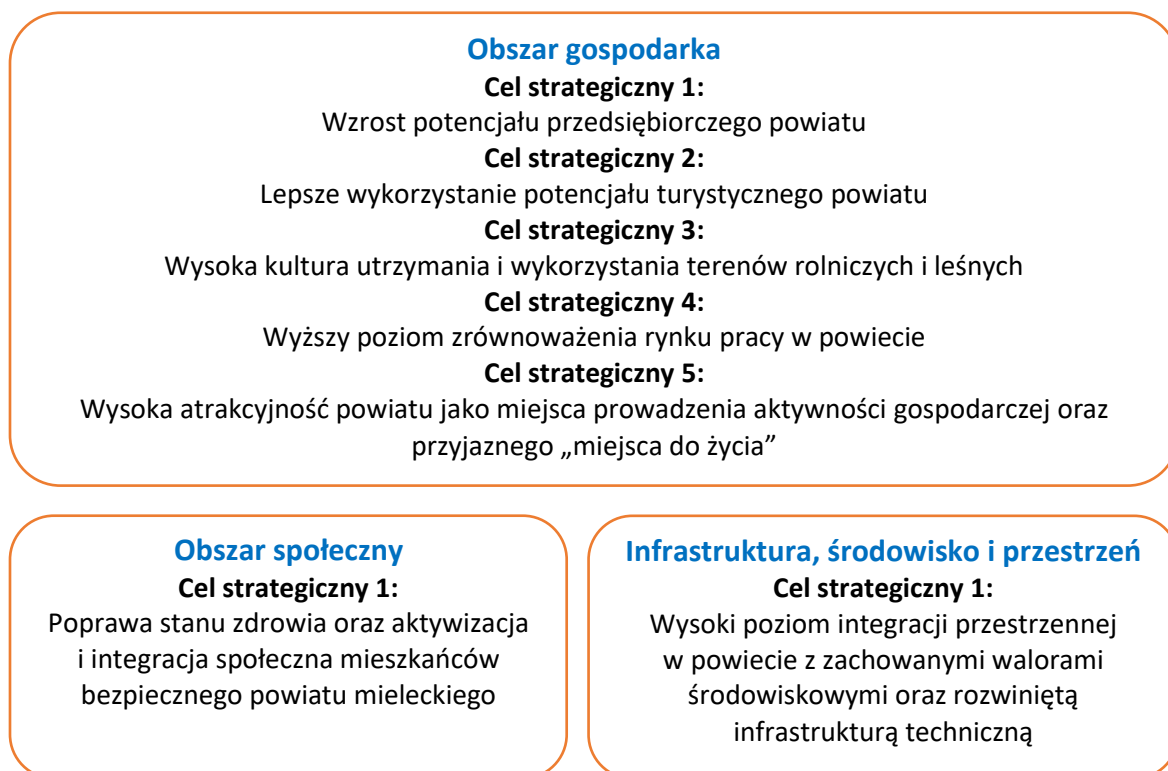 Obszar gospodarka
Cel strategiczny 1:
Wzrost potencjału przedsiębiorczego powiatu
Cel strategiczny 2:
Lepsze wykorzystanie potencjału turystycznego powiatu
Cel strategiczny 3:
Wysoka kultura utrzymania i wykorzystania terenów rolniczych i leśnych
Cel strategiczny 4:
Wyższy poziom zrównoważenia rynku pracy w powiecie
Cel strategiczny 5:
Wysoka atrakcyjność powiatu jako miejsca prowadzenia aktywności gospodarczej oraz
przyjaznego „miejsca do życia”
Obszar społeczny
Cel strategiczny 1:
Poprawa stanu zdrowia oraz aktywizacja
i integracja społeczna mieszkańców
bezpiecznego powiatu mieleckiego
Infrastruktura, środowisko i przestrzeń
Cel strategiczny 1:
Wysoki poziom integracji przestrzennej
w powiecie z zachowanymi walorami
środowiskowymi oraz rozwiniętą
infrastrukturą techniczną